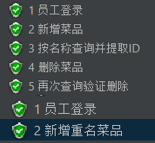 1 员工登录
2 新增菜品
3 按名称查询并提取ID
4 删除菜品
5 再次查询验证删除
1 员工登录
2 新增重名菜品